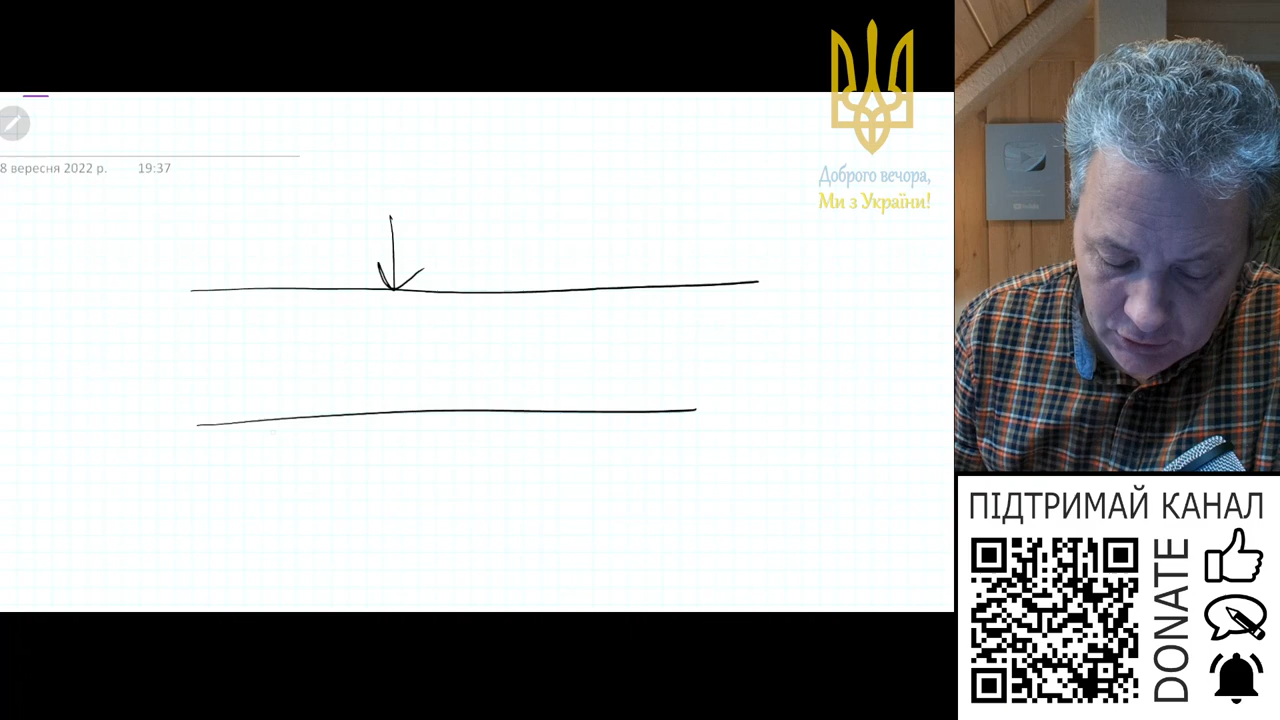 8 вересня 2022 р. 19:37
Доброго вечора,
Ми з України!
ПІДТРИМАЙ КАНАЛ
DONATE